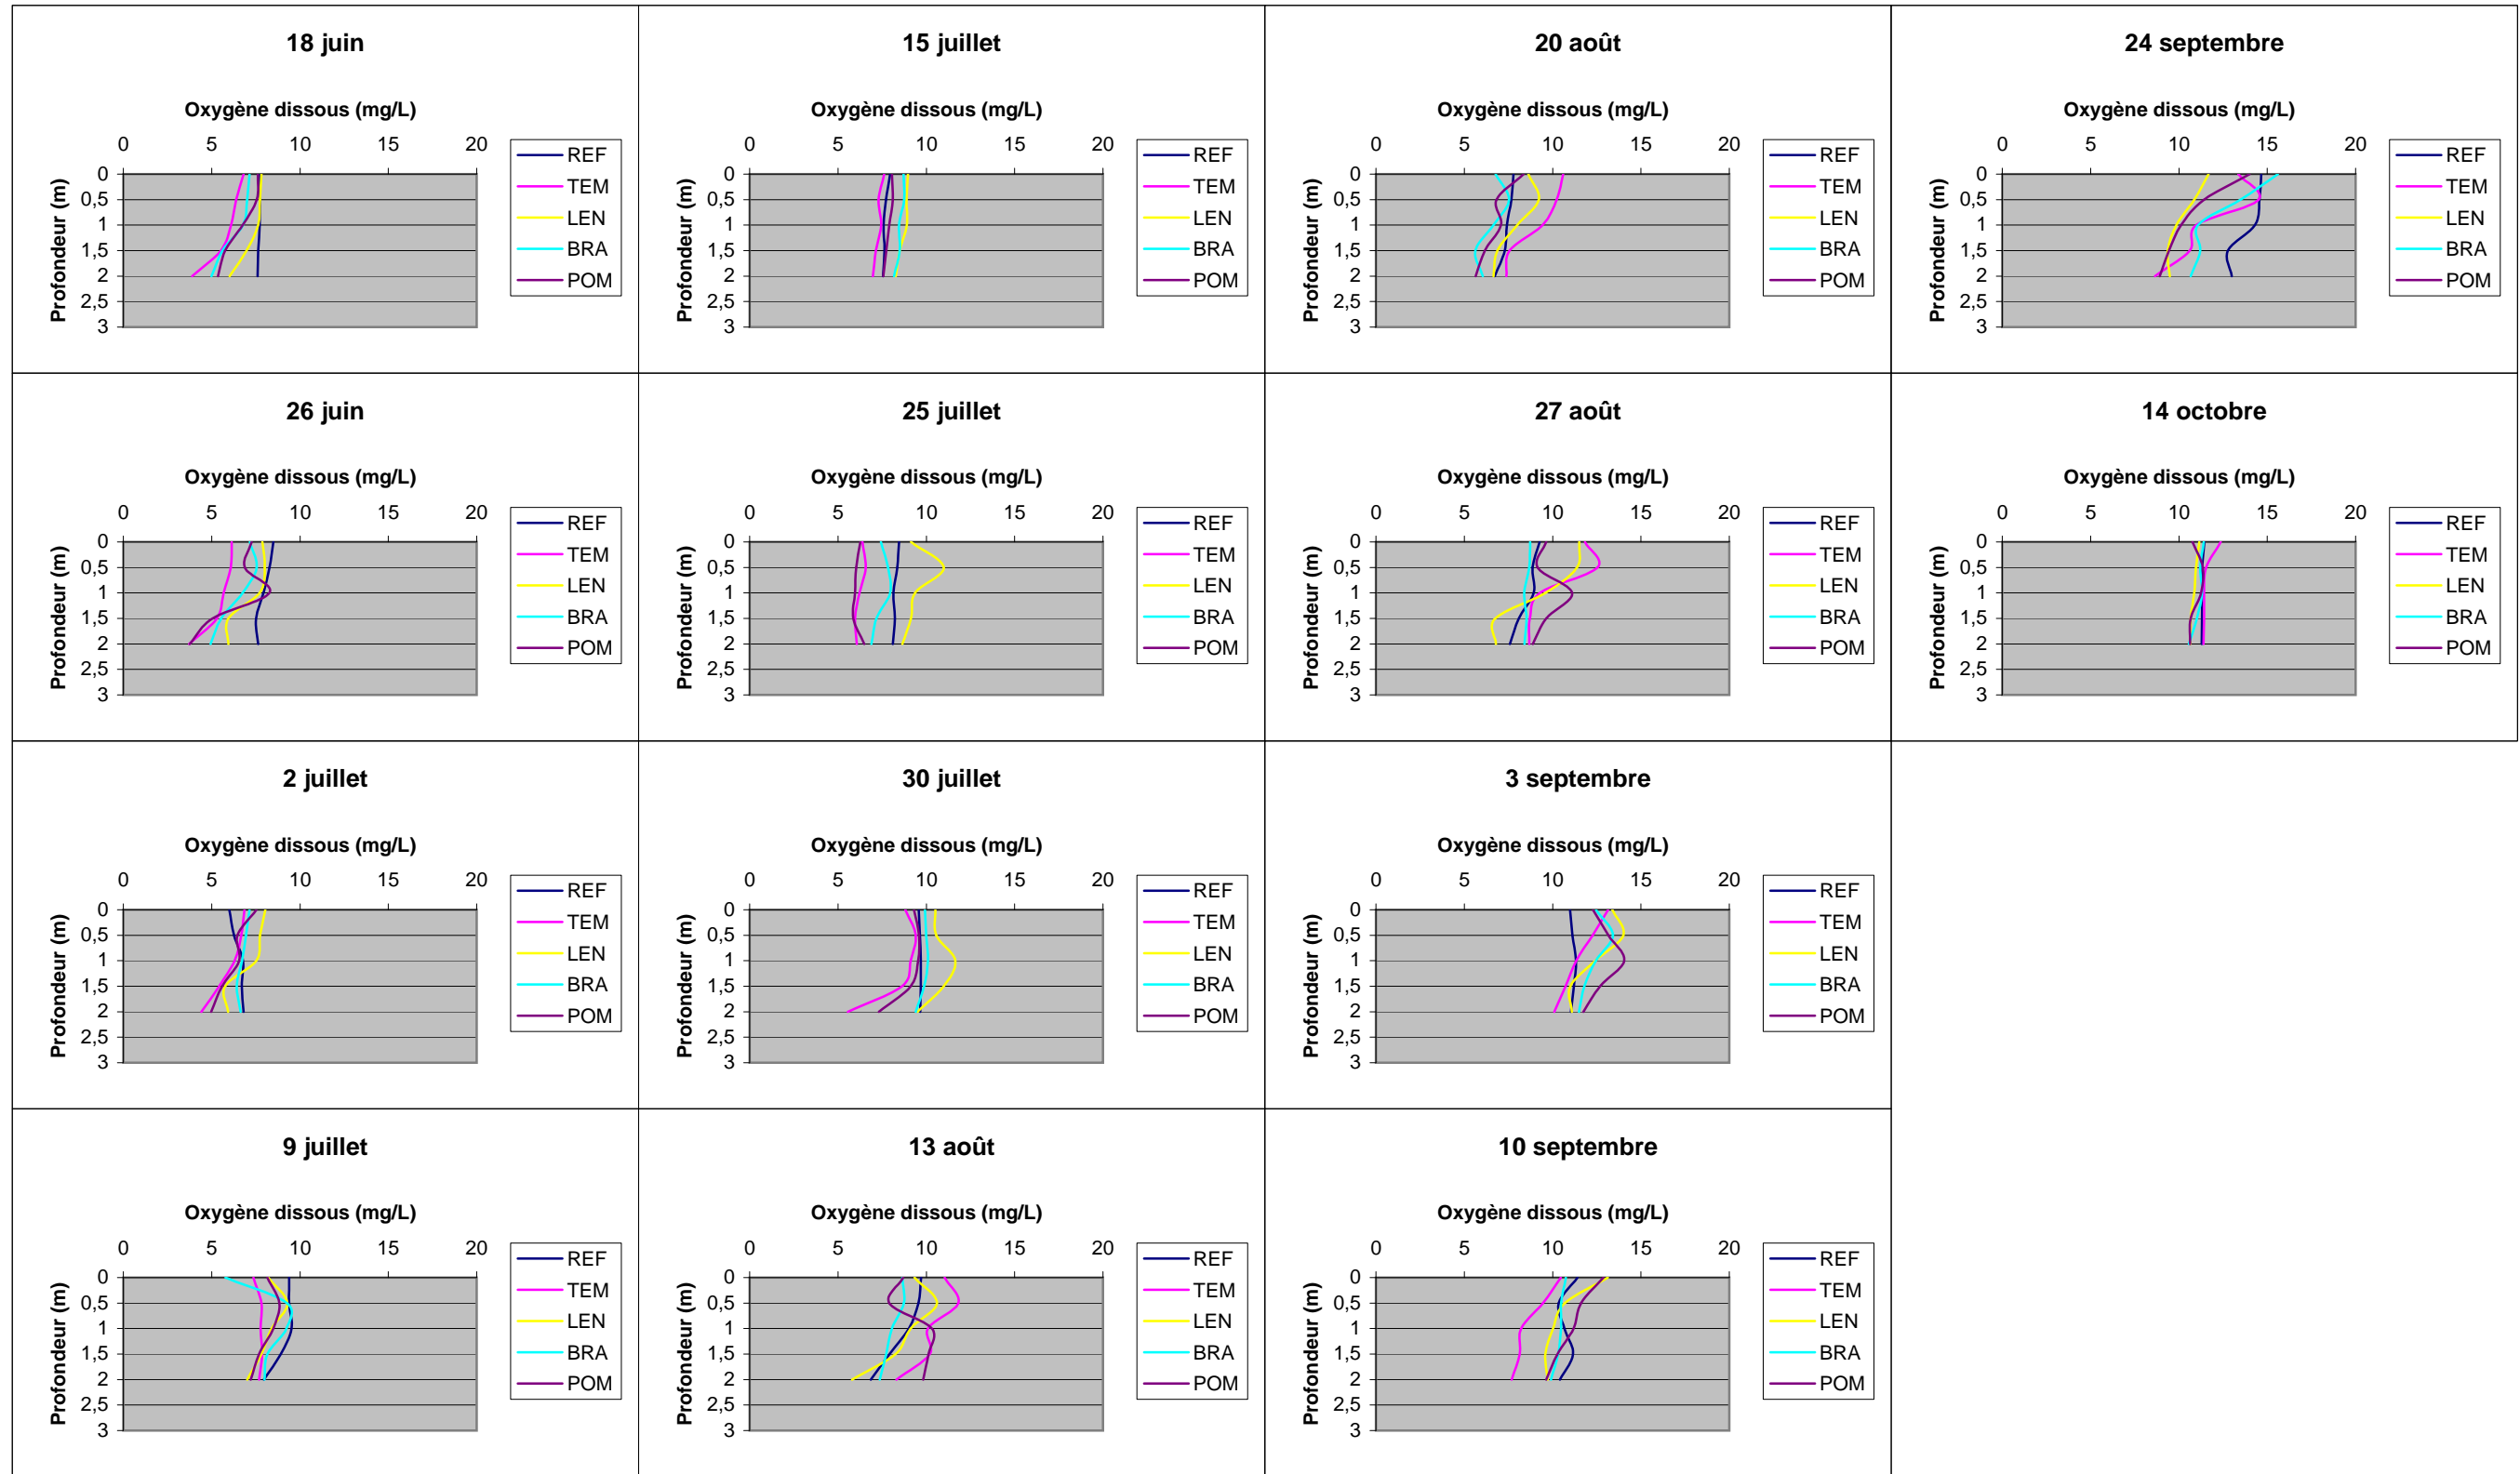 18 juin
Oxygène dissous (mg/L)
0 5 10 15 20
Profondeur (m)
0
0,5
1
1,5
2
2,5
3
REF
TEM
LEN
BRA
POM
15 juillet
Oxygène dissous (mg/L)
0 5 10 15 20
Profondeur (m)
0
0,5
1
1,5
2
2,5
3
REF
TEM
LEN
BRA
POM
20 août
Oxygène dissous (mg/L)
0 5 10 15 20
Profondeur (m)
0
0,5
1
1,5
2
2,5
3
REF
TEM
LEN
BRA
POM
24 septembre
Oxygène dissous (mg/L)
0 5 10 15 20
Profondeur (m)
0
0,5
1
1,5
2
2,5
3
REF
TEM
LEN
BRA
POM
26 juin
Oxygène dissous (mg/L)
0 5 10 15 20
Profondeur (m)
0
0,5
1
1,5
2
2,5
3
REF
TEM
LEN
BRA
POM
25 juillet
Oxygène dissous (mg/L)
0 5 10 15 20
Profondeur (m)
0
0,5
1
1,5
2
2,5
3
REF
TEM
LEN
BRA
POM
27 août
Oxygène dissous (mg/L)
0 5 10 15 20
Profondeur (m)
0
0,5
1
1,5
2
2,5
3
REF
TEM
LEN
BRA
POM
14 octobre
Oxygène dissous (mg/L)
0 5 10 15 20
Profondeur (m)
0
0,5
1
1,5
2
2,5
3
REF
TEM
LEN
BRA
POM
2 juillet
Oxygène dissous (mg/L)
0 5 10 15 20
Profondeur (m)
0
0,5
1
1,5
2
2,5
3
REF
TEM
LEN
BRA
POM
30 juillet
Oxygène dissous (mg/L)
0 5 10 15 20
Profondeur (m)
0
0,5
1
1,5
2
2,5
3
REF
TEM
LEN
BRA
POM
3 septembre
Oxygène dissous (mg/L)
0 5 10 15 20
Profondeur (m)
0
0,5
1
1,5
2
2,5
3
REF
TEM
LEN
BRA
POM
9 juillet
Oxygène dissous (mg/L)
0 5 10 15 20
Profondeur (m)
0
0,5
1
1,5
2
2,5
3
REF
TEM
LEN
BRA
POM
13 août
Oxygène dissous (mg/L)
0 5 10 15 20
Profondeur (m)
0
0,5
1
1,5
2
2,5
3
REF
TEM
LEN
BRA
POM
10 septembre
Oxygène dissous (mg/L)
0 5 10 15 20
Profondeur (m)
0
0,5
1
1,5
2
2,5
3
REF
TEM
LEN
BRA
POM